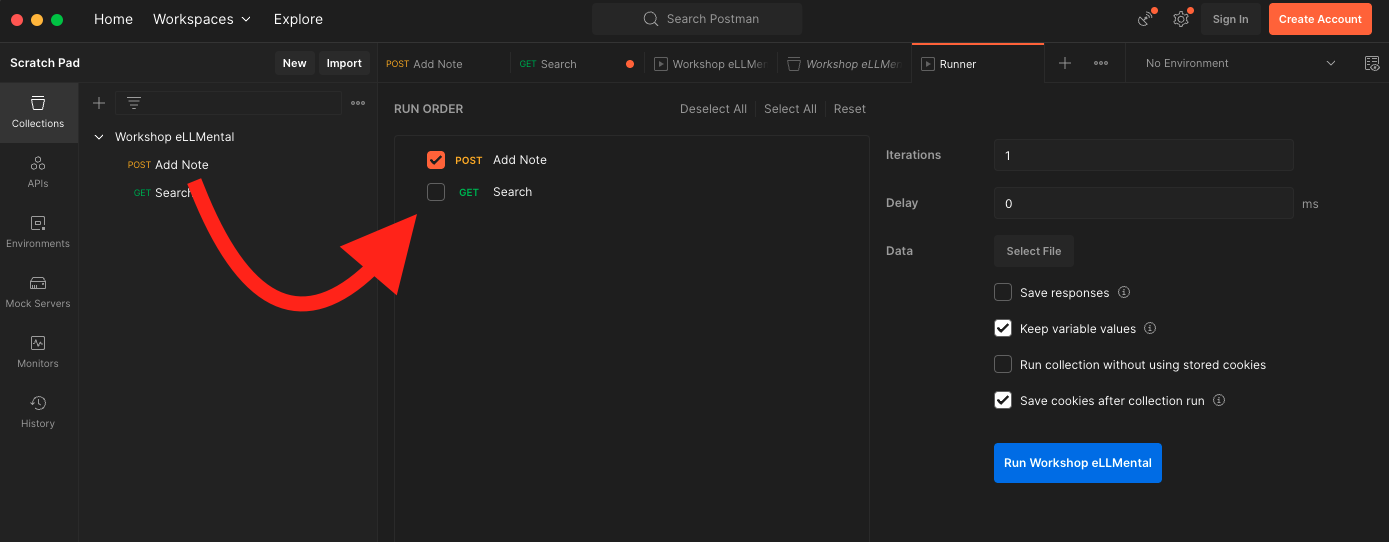 Home Workspaces Explore Search Postman Sign In Create Account
Scratch Pad New Import POST Add Note GET Search Workshop eLLMer Workshop eLLMen Runner No Environment
Collections
APIs
Environments
Mock Servers
Monitors
History
Workshop eLLMental
POST Add Note
GET Search
RUN ORDER Deselect All Select All Reset
POST Add Note
GET Search
Iterations 1
Delay 0 ms
Data Select File
Save responses
Keep variable values
Run collection without using stored cookies
Save cookies after collection run
Run Workshop eLLMental